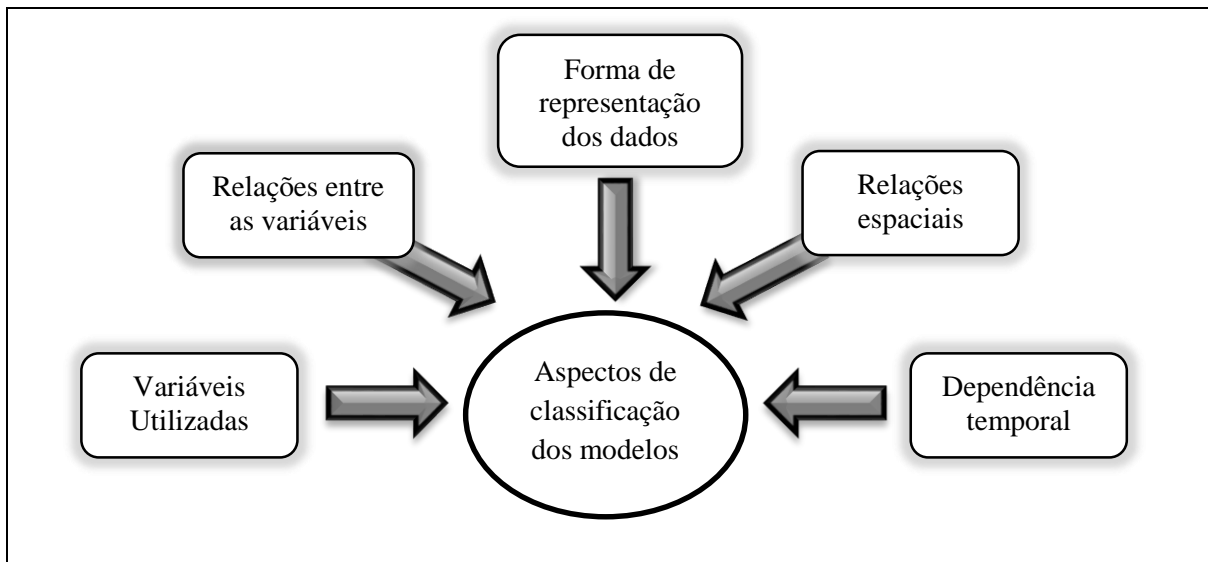 Forma de
representação
dos dados
Relações entre
as variáveis
Relações
espaciais
Variáveis
Utilizadas
Aspectos de
classificação
dos modelos
Dependência
temporal